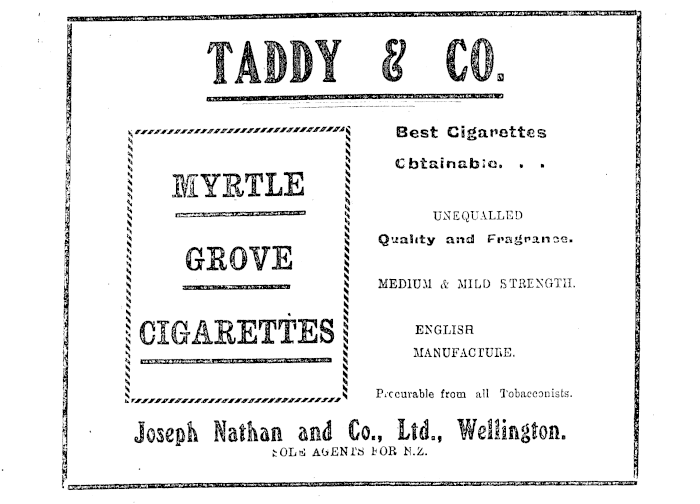 TADDY & CO.
MYRTLE
GROVE
CIGARETTES
Best Cigarettes
Obtainable. . .
UNEQUALLED
Quality and Fragrance.
MEDIUM & MILD STRENGTH.
ENGLISH
MANUFACTURE.
Procurable from all Tobacconists.
Joseph Nathan and Co., Ltd., Wellington.
SOLE AGENTS FOR N.Z.